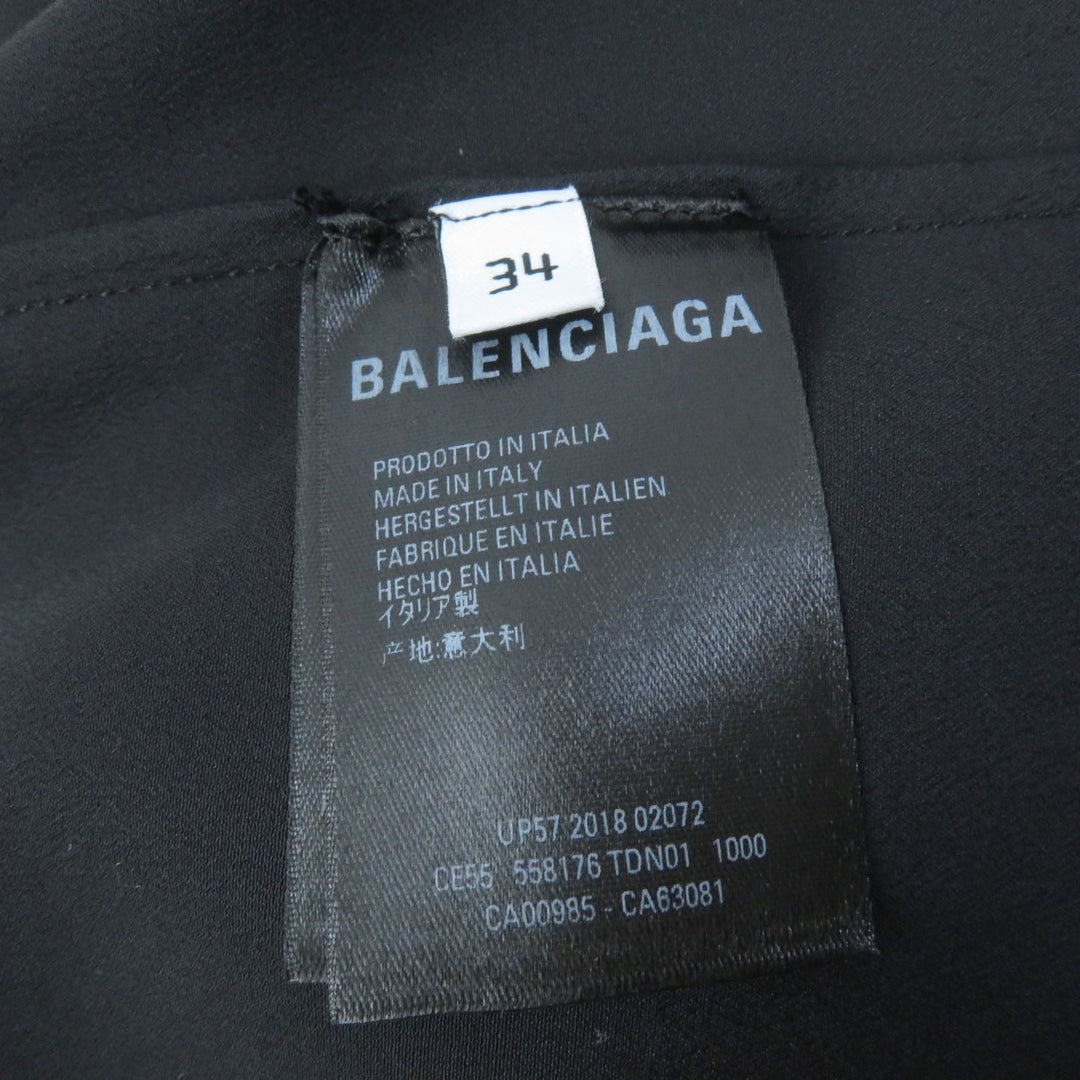 34
BALENCIAGA
PRODOTTO IN ITALIA
MADE IN ITALY
HERGESTELLT IN ITALIEN
FABRIQUE EN ITALIE
HECHO EN ITALIA
イタリア製
产地:意大利
UP57 2018 02072
CE55 558176 TDN01 1000
CA00985 - CA63081